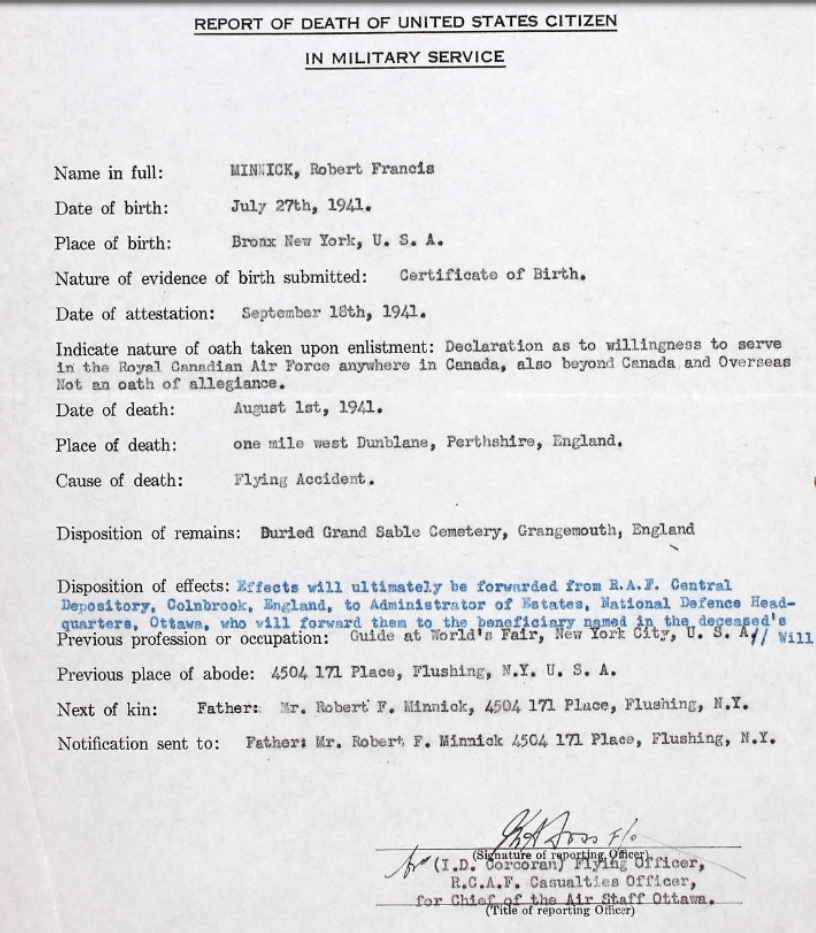 REPORT OF DEATH OF UNITED STATES CITIZEN
IN MILITARY SERVICE
Name in full: MINNICK, Robert Francis
Date of birth: July 27th, 1941.
Place of birth: Bronx New York, U. S. A.
Nature of evidence of birth submitted: Certificate of Birth.
Date of attestation: September 18th, 1941.
Indicate nature of oath taken upon enlistment: Declaration as to willingness to serve
in the Royal Canadian Air Force anywhere in Canada, also beyond Canada and Overseas
Not an oath of allegiance.
Date of death: August 1st, 1941.
Place of death: one mile west Dunblane, Perthshire, England.
Cause of death: Flying Accident.
Disposition of remains: Buried Grand Sable Cemetery, Grangemouth, England
Disposition of effects: Effects will ultimately be forwarded from R.A.F. Central
Depository, Colnbrook, England, to Administrator of Estates, National Defence Head-
quarters, Ottawa, who will forward them to the beneficiary named in the deceased's
Previous profession or occupation: Guide at World's Fair, New York City, U. S. A. // Will
Previous place of abode: 4504 171 Place, Flushing, N.Y. U. S. A.
Next of kin: Father: Mr. Robert F. Minnick, 4504 171 Place, Flushing, N.Y.
Notification sent to: Father: Mr. Robert F. Minnick 4504 171 Place, Flushing, N.Y.
F/o
(Signature of reporting Officer)
for (I.D. Corcoran) Flying Officer,
R.C.A.F. Casualties Officer,
for Chief of the Air Staff Ottawa.
(Title of reporting Officer)